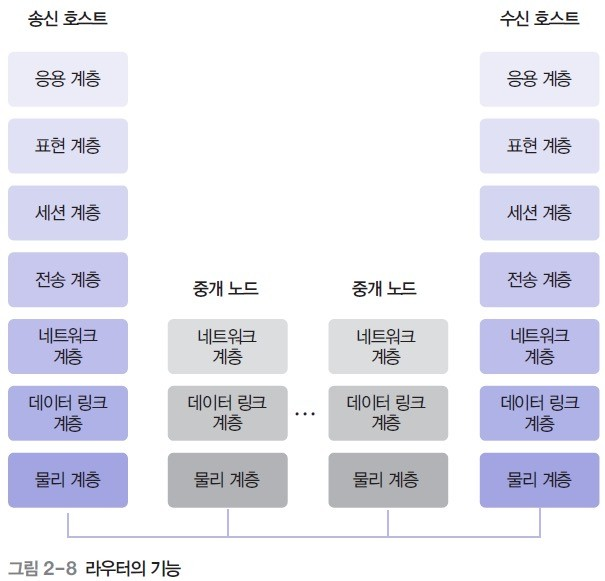 송신 호스트
수신 호스트
응용 계층
응용 계층
표현 계층
표현 계층
세션 계층
세션 계층
전송 계층
전송 계층
중개 노드
중개 노드
네트워크
계층
네트워크
계층
네트워크
계층
네트워크
계층
데이터 링크
계층
데이터 링크
계층
...
데이터 링크
계층
데이터 링크
계층
물리 계층
물리 계층
물리 계층
물리 계층
그림 2-8 라우터의 기능